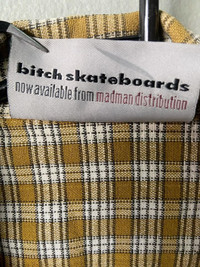 bitch skateboards
now available from madman distribution